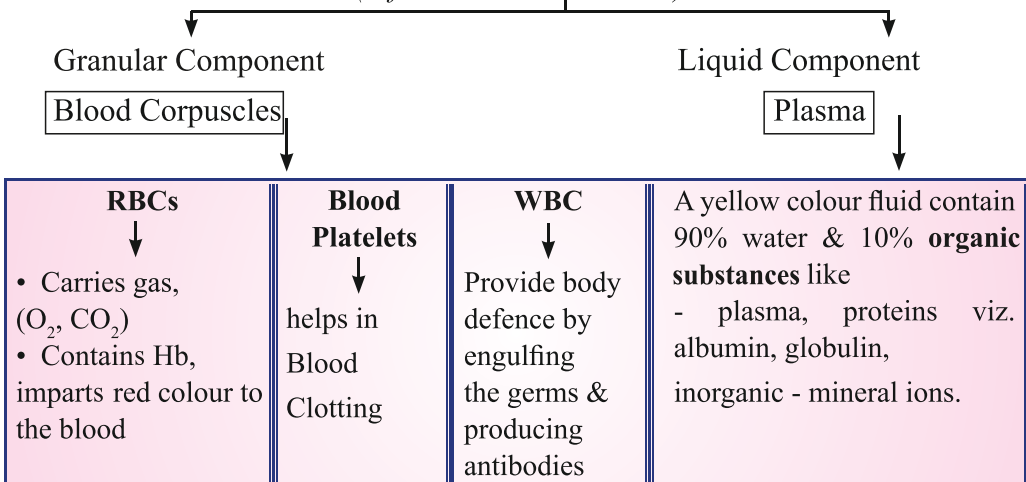 Granular Component
Liquid Component
Blood Corpuscles
Plasma
RBCs
• Carries gas,
(O₂, CO₂)
• Contains Hb,
imparts red colour to
the blood
Blood
Platelets
helps in
Blood
Clotting
WBC
Provide body
defence by
engulfing
the germs &
producing
antibodies
A yellow colour fluid contain
90% water & 10% organic
substances like
- plasma, proteins viz.
albumin, globulin,
inorganic - mineral ions.